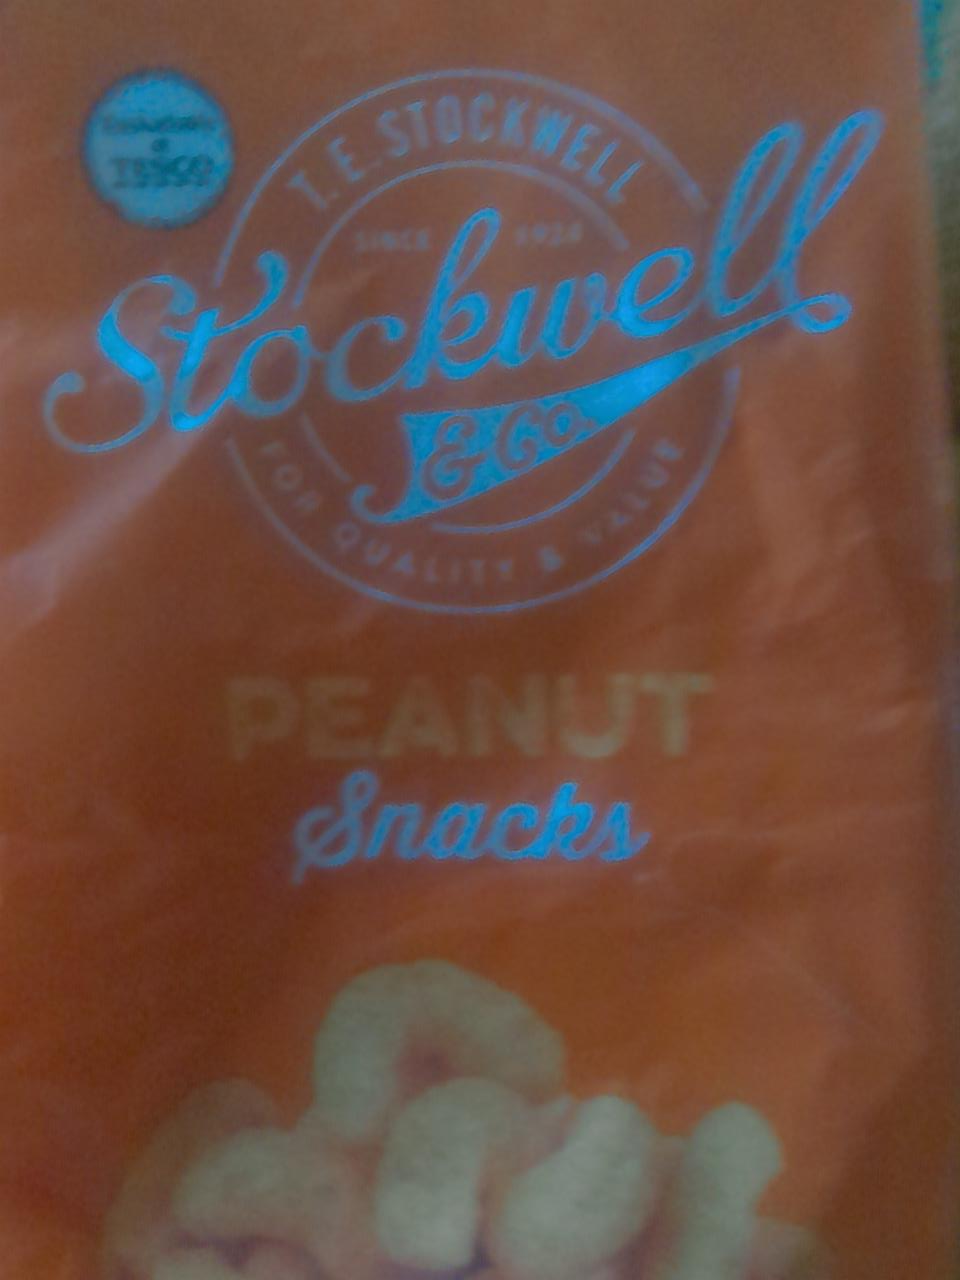 T.E. STOCKWELL
SINCE 1924
Stockwell
& Co.
FOR QUALITY & VALUE
PEANUT
Snacks